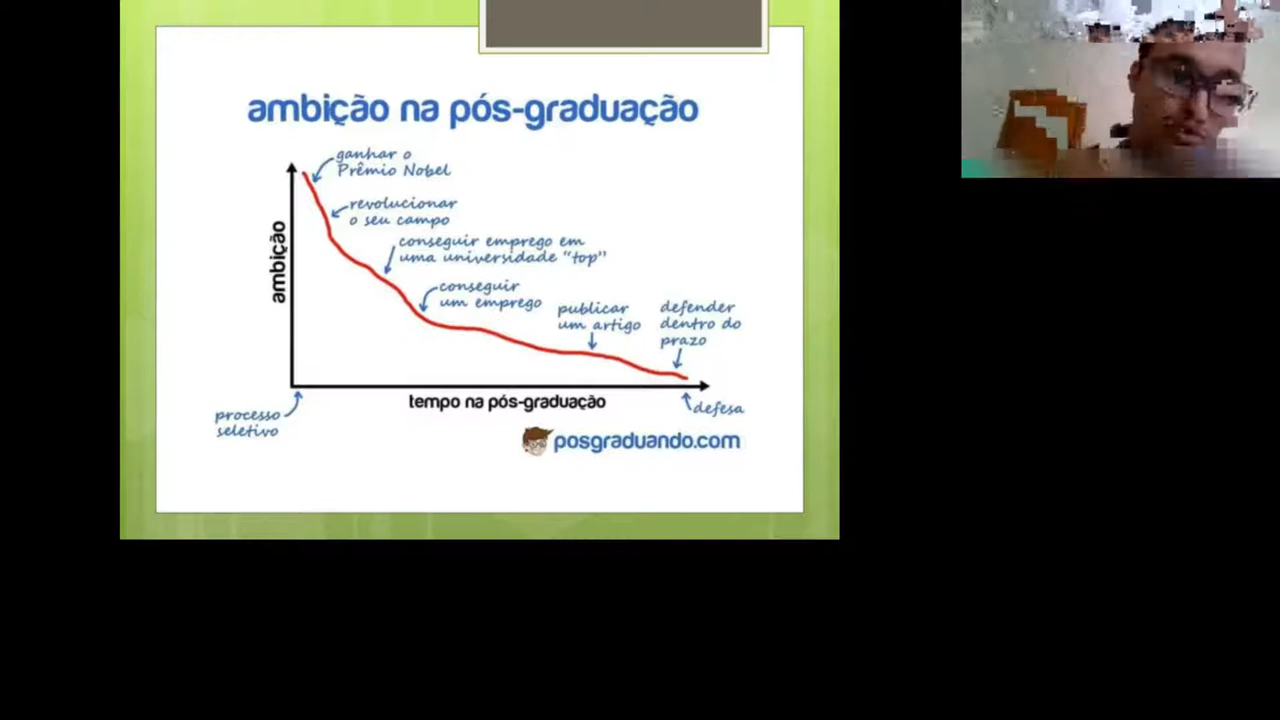 ambição na pós-graduação
ganhar o
Prêmio Nobel
revolucionar
o seu campo
conseguir emprego em
uma universidade "top"
conseguir
um emprego
publicar
um artigo
defender
dentro do
prazo
ambição
tempo na pós-graduação
processo
seletivo
defesa
posgraduando.com